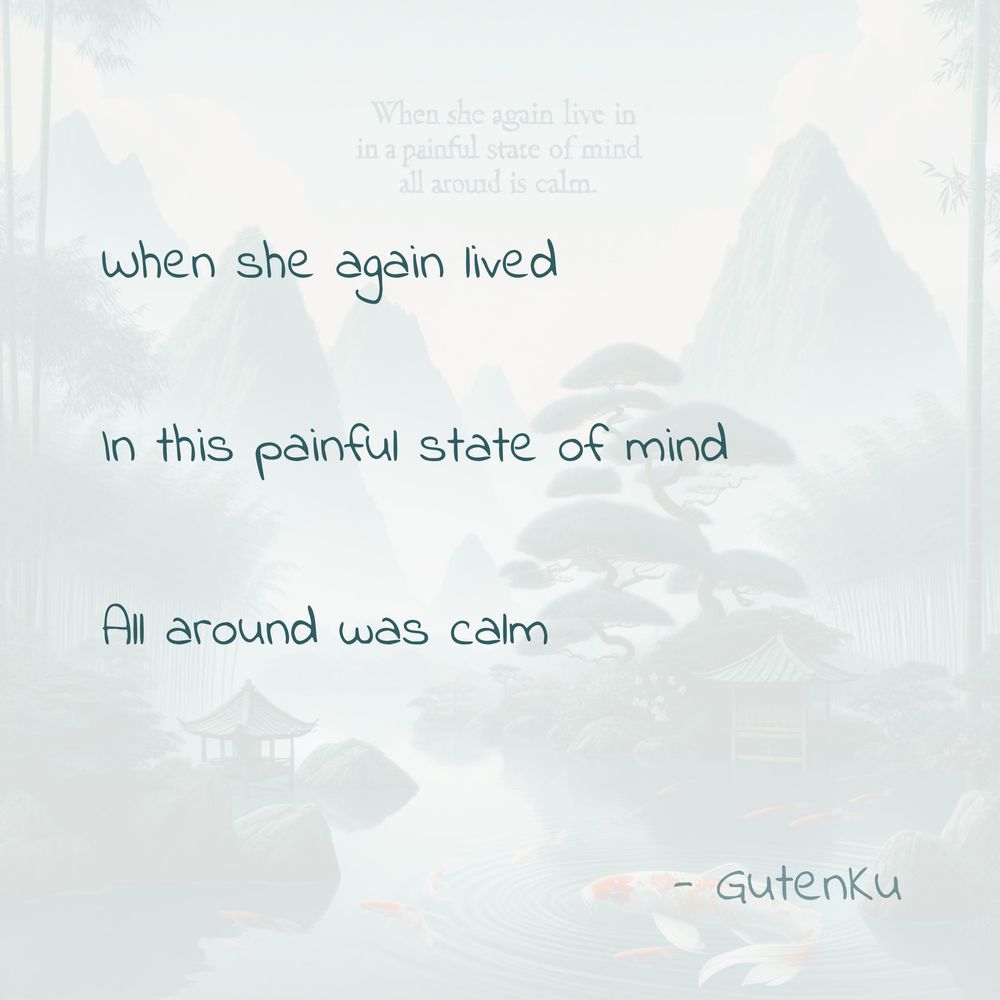 When she again live in
in a painful state of mind
all around is calm.
When she again lived
In this painful state of mind
All around was calm
- GutenKu